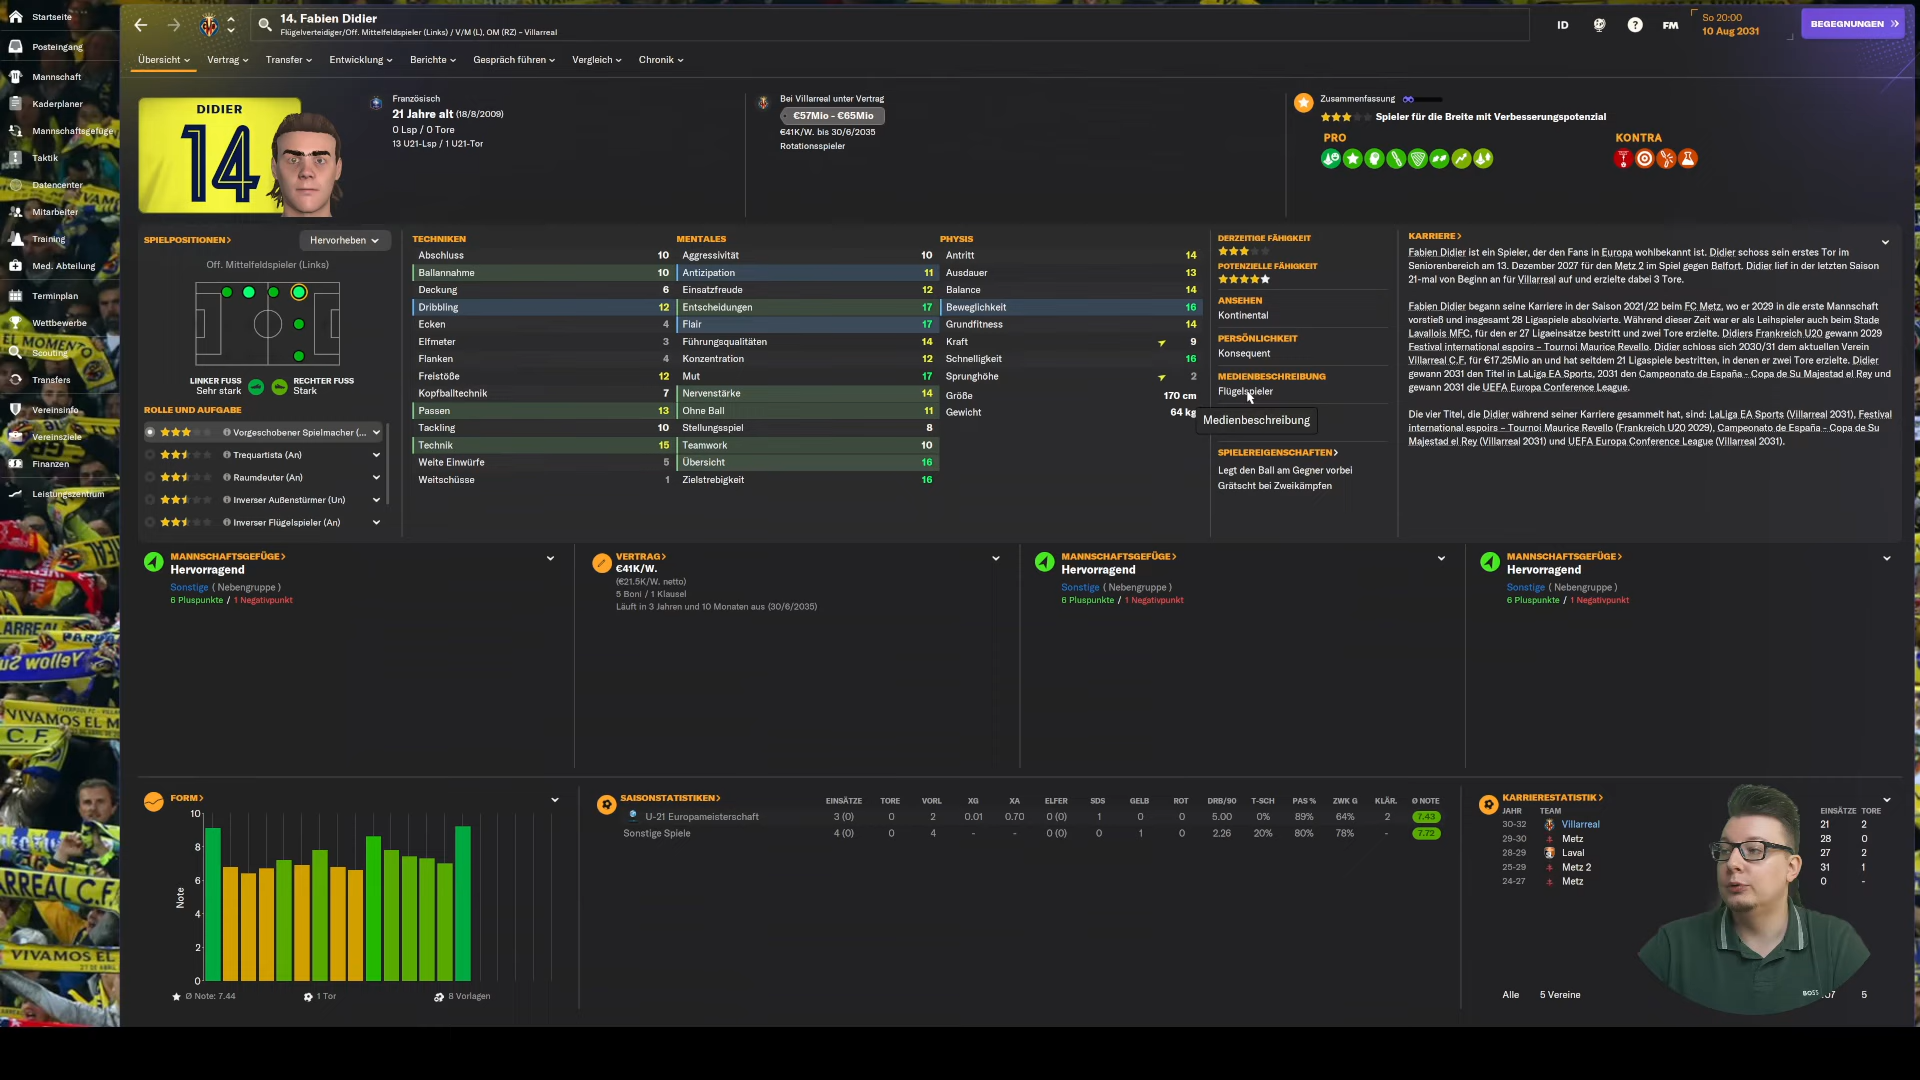 Startseite
Posteingang
Mannschaft
Kaderplaner
Mannschaftsgefüge
Taktik
Datencenter
Mitarbeiter
Training
Med. Abteilung
Terminplan
Wettbewerbe
Scouting
Transfers
Vereinsinfo
Vereinsziele
Finanzen
Leistungszentrum
14. Fabien Didier
Flügelverteidiger/Off. Mittelfeldspieler (Links) / V/M (L), OM (RZ) - Villarreal
ID
FM
So 20:00
10 Aug 2031
BEGEGNUNGEN
Übersicht Vertrag Transfer Entwicklung Berichte Gespräch führen Vergleich Chronik
DIDIER
14
Französisch
21 Jahre alt (18/8/2009)
0 Lsp / 0 Tore
13 U21-Lsp / 1 U21-Tor
Bei Villarreal unter Vertrag
€57Mio - €65Mio
€41K/W. bis 30/6/2035
Rotationsspieler
Zusammenfassung
Spieler für die Breite mit Verbesserungspotenzial
PRO KONTRA
SPIELPOSITIONEN>
Hervorheben
Off. Mittelfeldspieler (Links)
LINKER FUSS
Sehr stark
RECHTER FUSS
Stark
ROLLE UND AUFGABE
Vorgeschobener Spielmacher (...
Trequartista (An)
Raumdeuter (An)
Inverser Außenstürmer (Un)
Inverser Flügelspieler (An)
TECHNIKEN
Abschluss 10
Ballannahme 10
Deckung 6
Dribbling 12
Ecken 4
Elfmeter 3
Flanken 4
Freistöße 12
Kopfballtechnik 7
Passen 13
Tackling 10
Technik 15
Weite Einwürfe 5
Weitschüsse 1
MENTALES
Aggressivität 10
Antizipation 11
Einsatzfreude 12
Entscheidungen 17
Flair 17
Führungsqualitäten 14
Konzentration 12
Mut 17
Nervenstärke 14
Ohne Ball 11
Stellungsspiel 8
Teamwork 10
Übersicht 16
Zielstrebigkeit 16
PHYSIS
Antritt 14
Ausdauer 13
Balance 14
Beweglichkeit 16
Grundfitness 14
Kraft 9
Schnelligkeit 16
Sprunghöhe 2
Größe 170 cm
Gewicht 64 kg
DERZEITIGE FÄHIGKEIT
POTENZIELLE FÄHIGKEIT
ANSEHEN
Kontinental
PERSÖNLICHKEIT
Konsequent
MEDIENBESCHREIBUNG
Flügelspieler
Medienbeschreibung
SPIELEREIGENSCHAFTEN>
Legt den Ball am Gegner vorbei
Grätscht bei Zweikämpfen
KARRIERE>
Fabien Didier ist ein Spieler, der den Fans in Europa wohlbekannt ist. Didier schoss sein erstes Tor im
Seniorenbereich am 13. Dezember 2027 für den Metz 2 im Spiel gegen Belfort. Didier lief in der letzten Saison
21-mal von Beginn an für Villarreal auf und erzielte dabei 3 Tore.
Fabien Didier begann seine Karriere in der Saison 2021/22 beim FC Metz, wo er 2029 in die erste Mannschaft
vorstieß und insgesamt 28 Ligaspiele absolvierte. Während dieser Zeit war er als Leihspieler auch beim Stade
Lavallois MFC, für den er 27 Ligaeinsätze bestritt und zwei Tore erzielte. Didiers Frankreich U20 gewann 2029
Festival international espoirs - Tournoi Maurice Revello. Didier schloss sich 2030/31 dem aktuellen Verein
Villarreal C.F. für €17.25Mio an und hat seitdem 21 Ligaspiele bestritten, in denen er zwei Tore erzielte. Didier
gewann 2031 den Titel in LaLiga EA Sports, 2031 den Campeonato de España - Copa de Su Majestad el Rey und
gewann 2031 die UEFA Europa Conference League.
Die vier Titel, die Didier während seiner Karriere gesammelt hat, sind: LaLiga EA Sports (Villarreal 2031), Festival
international espoirs - Tournoi Maurice Revello (Frankreich U20 2029), Campeonato de España - Copa de Su
Majestad el Rey (Villarreal 2031) und UEFA Europa Conference League (Villarreal 2031).
MANNSCHAFTSGEFÜGE>
Hervorragend
Sonstige ( Nebengruppe )
6 Pluspunkte / 1 Negativpunkt
VERTRAG>
€41K/W.
(€21.5K/W. netto)
5 Boni / 1 Klausel
Läuft in 3 Jahren und 10 Monaten aus (30/6/2035)
MANNSCHAFTSGEFÜGE>
Hervorragend
Sonstige ( Nebengruppe )
6 Pluspunkte / 1 Negativpunkt
MANNSCHAFTSGEFÜGE>
Hervorragend
Sonstige ( Nebengruppe )
6 Pluspunkte / 1 Negativpunkt
FORM>
10
8
6
4
2
0
Note
Ø Note: 7.44 1 Tor 8 Vorlagen
SAISONSTATISTIKEN> EINSÄTZE TORE VORL XG XA ELFER SDS GELB ROT DRB/90 T-SCH PAS % ZWK G KLÄR. Ø NOTE
U-21 Europameisterschaft 3 (0) 0 2 0.01 0.70 0 (0) 1 0 0 5.00 0% 89% 64% 2 7.43
Sonstige Spiele 4 (0) 0 4 - - 0 (0) 0 1 0 2.26 20% 80% 78% - 7.72
KARRIERESTATISTIK>
JAHR TEAM EINSÄTZE TORE
30-32 Villarreal 21 2
29-30 Metz 28 0
28-29 Laval 27 2
25-29 Metz 2 31 1
24-27 Metz 0 -
Alle 5 Vereine 5
BOSS
VIVAMOS EL M
C.F.
ARREAL C.F.
VIVAMOS EL